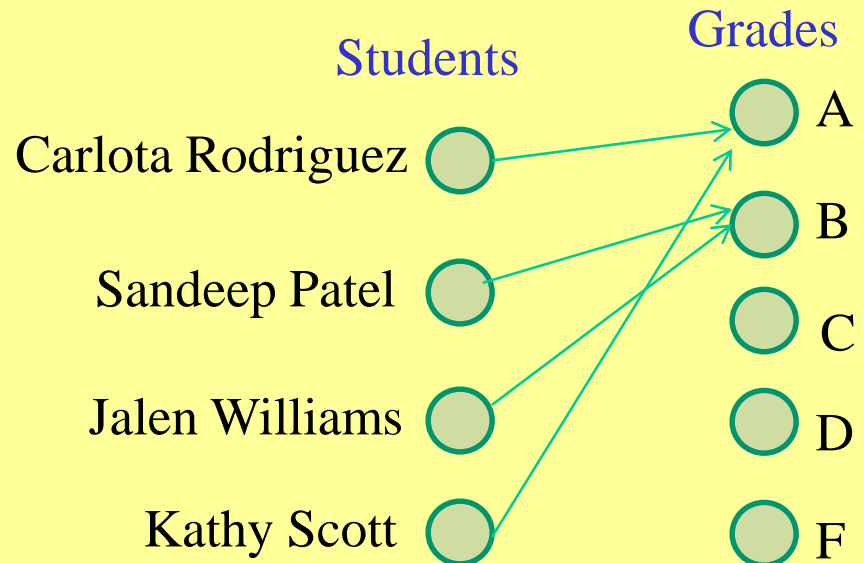 Students
Grades
Carlota Rodriguez
A
Sandeep Patel
B
C
Jalen Williams
D
Kathy Scott
F